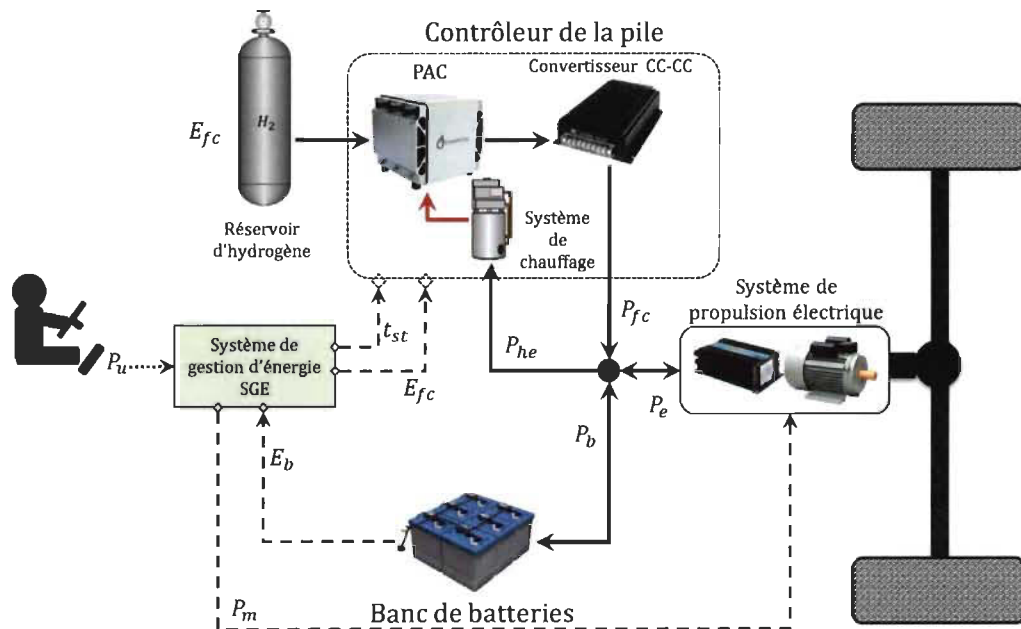 Contrôleur de la pile
PAC
Convertisseur CC-CC
H₂
E_fc
Réservoir
d'hydrogène
Système
de
chauffage
Système de
propulsion électrique
P_fc
t_st
P_he
P_u
Système de
gestion d'énergie
SGE
E_fc
P_e
P_b
E_b
P_m
Banc de batteries